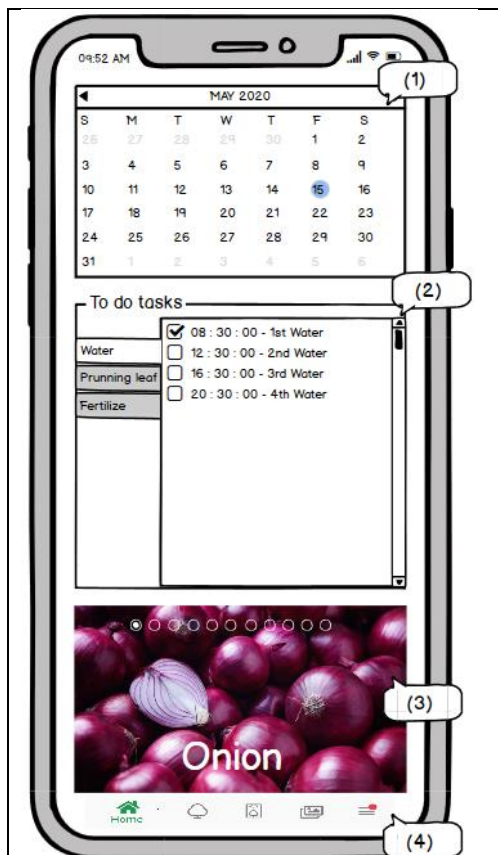 09:52 AM
(1)
MAY 2020
S M T W T F S
26 27 28 29 30 1 2
3 4 5 6 7 8 9
10 11 12 13 14 15 16
17 18 19 20 21 22 23
24 25 26 27 28 29 30
31 1 2 3 4 5 6
(2)
To do tasks
Water
Prunning leaf
Fertilize
08 : 30 : 00 - 1st Water
12 : 30 : 00 - 2nd Water
16 : 30 : 00 - 3rd Water
20 : 30 : 00 - 4th Water
(3)
Onion
Home
(4)